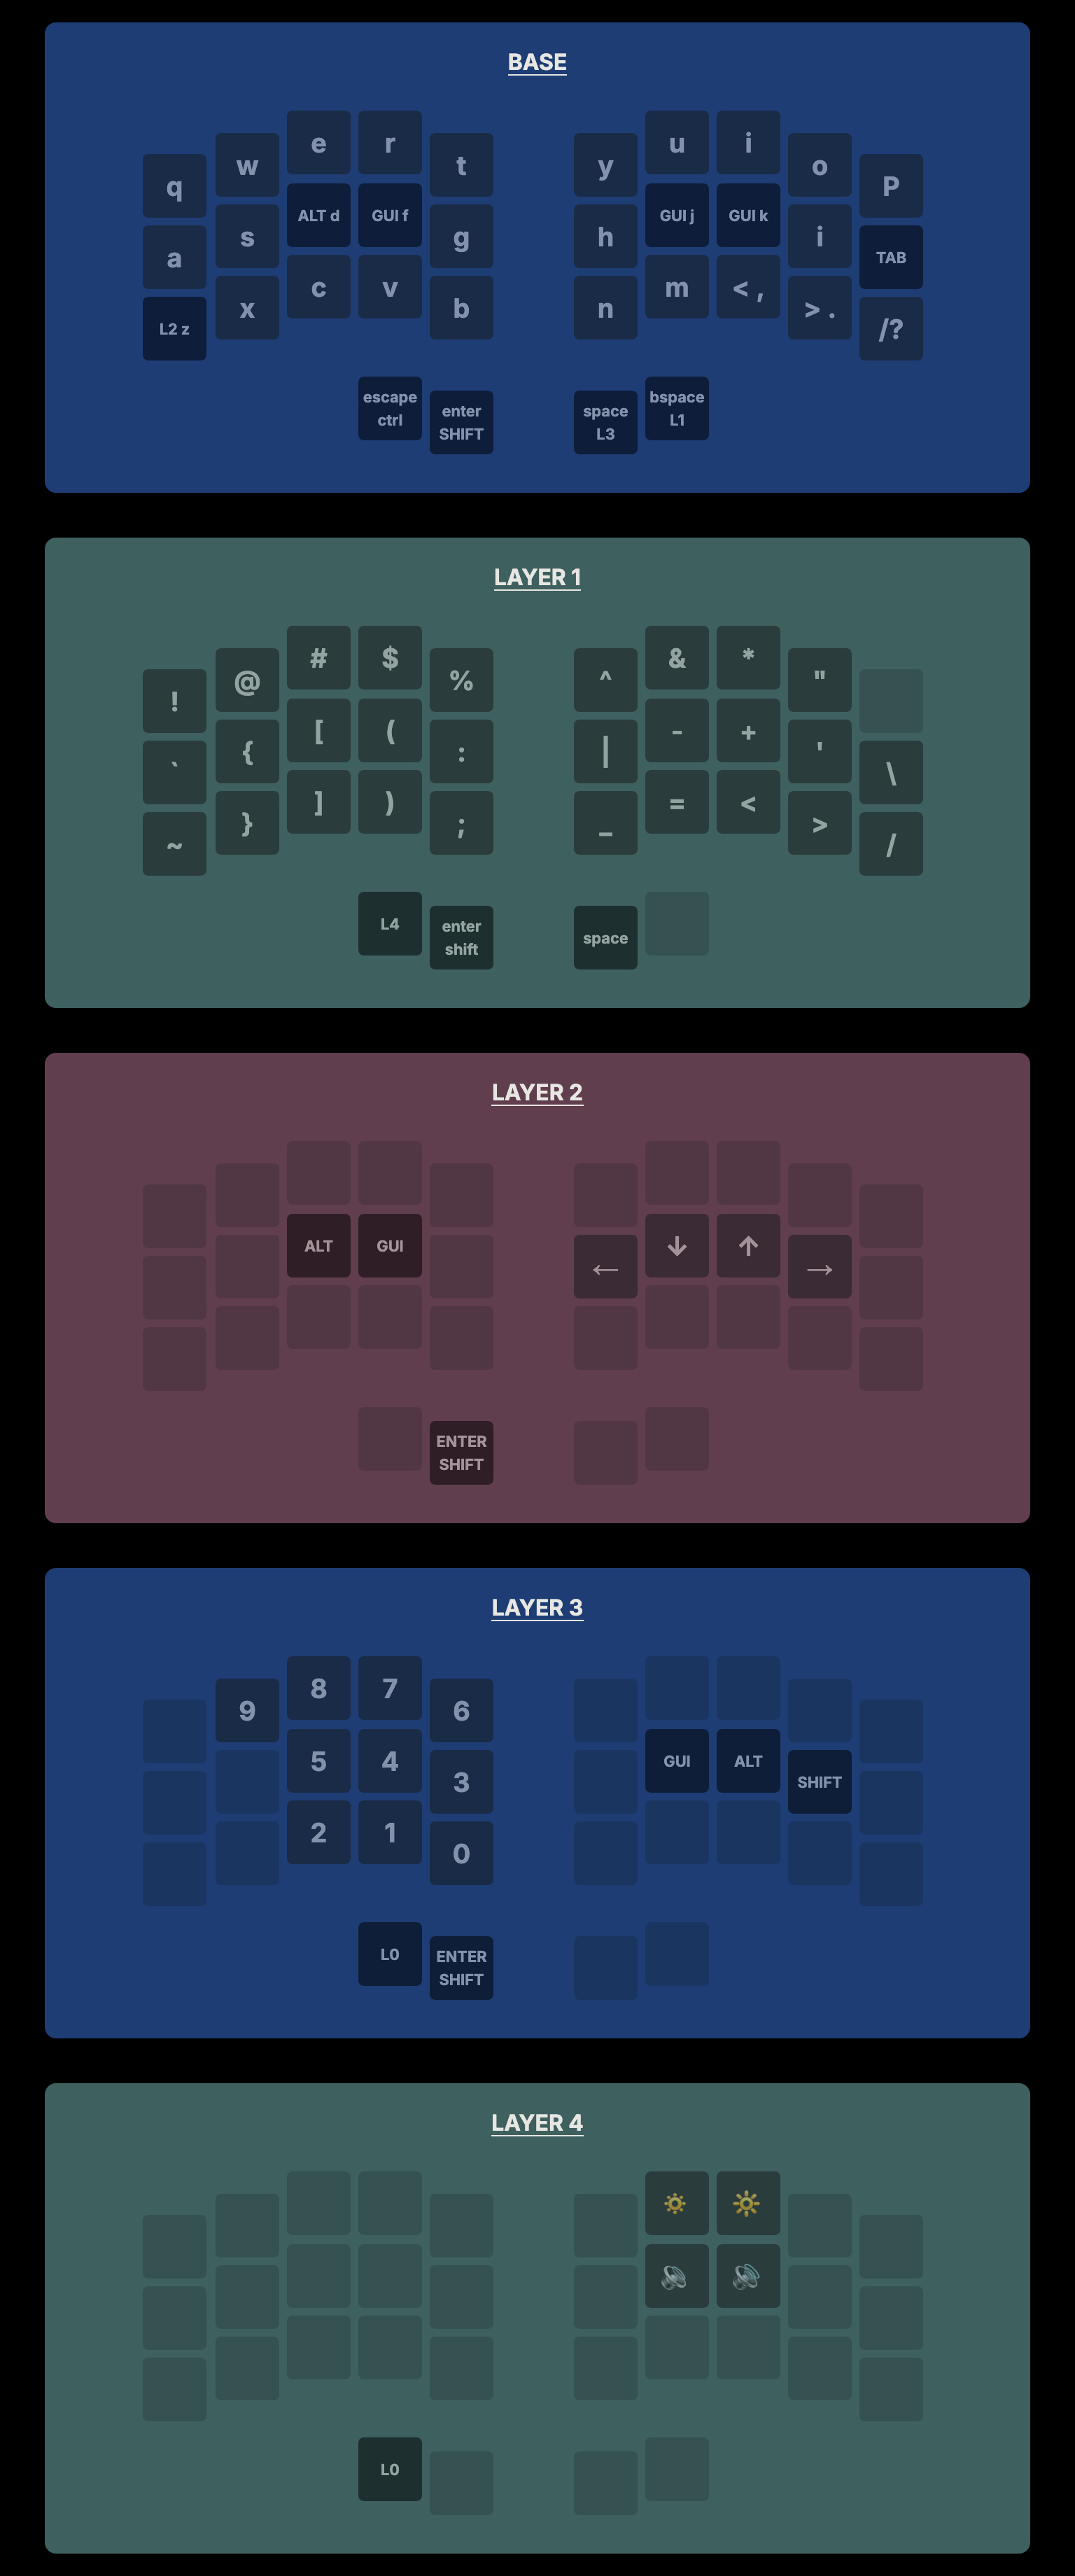 BASE
q w e r t y u i o P
a s ALT d GUI f g h GUI j GUI k i TAB
L2 z x c v b n m < , > . /?
escape ctrl enter SHIFT space L3 bspace L1
LAYER 1
! @ # $ % ^ & * "
` { [ ( : | - + ' \
~ } ] ) ; _ = < > /
L4 enter shift space
LAYER 2
ALT GUI ← ↓ ↑ →
ENTER SHIFT
LAYER 3
9 8 7 6
5 4 3 GUI ALT SHIFT
2 1 0
L0 ENTER SHIFT
LAYER 4
L0